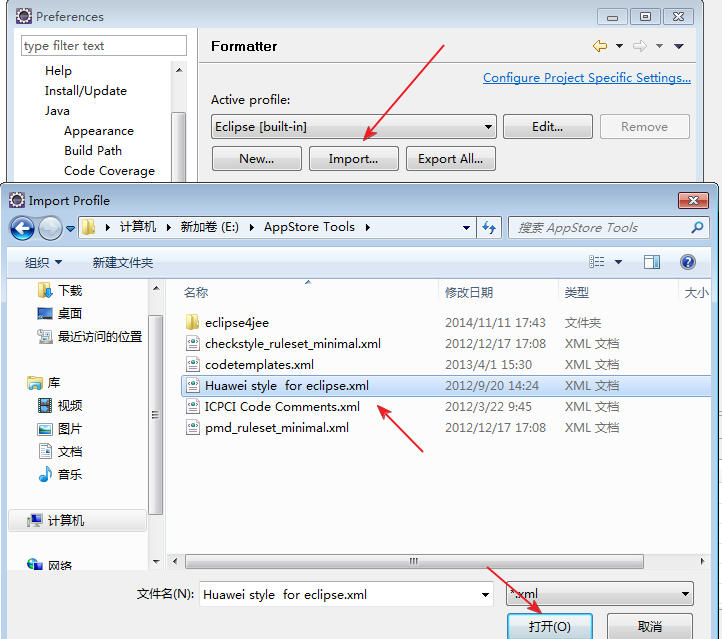 Preferences
type filter text
Formatter
Help
Install/Update
Java
Appearance
Build Path
Code Coverage
Configure Project Specific Settings...
Active profile:
Eclipse [built-in]
Edit...
Remove
New...
Import...
Export All...
Import Profile
计算机
新加卷 (E:)
AppStore Tools
搜索 AppStore Tools
组织
新建文件夹
下载
桌面
最近访问的位置
库
视频
图片
文档
音乐
计算机
网络
名称 修改日期 类型 大小
eclipse4jee 2014/11/11 17:43 文件夹
checkstyle_ruleset_minimal.xml 2012/12/17 17:08 XML 文档
codetemplates.xml 2013/4/1 15:30 XML 文档
Huawei style  for eclipse.xml 2012/9/20 14:24 XML 文档
ICPCI Code Comments.xml 2012/3/22 9:45 XML 文档
pmd_ruleset_minimal.xml 2012/12/17 17:08 XML 文档
文件名(N):
Huawei style  for eclipse.xml
*.xml
打开(O)
取消